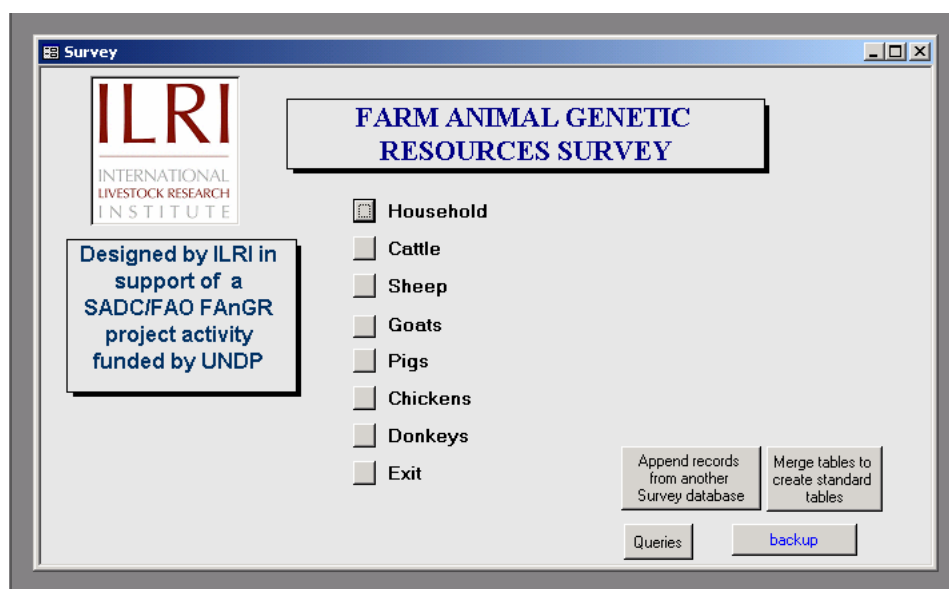 Survey
ILRI
INTERNATIONAL
LIVESTOCK RESEARCH
INSTITUTE
FARM ANIMAL GENETIC
RESOURCES SURVEY
Designed by ILRI in
support of a
SADC/FAO FAnGR
project activity
funded by UNDP
Household
Cattle
Sheep
Goats
Pigs
Chickens
Donkeys
Exit
Append records
from another
Survey database
Merge tables to
create standard
tables
Queries
backup